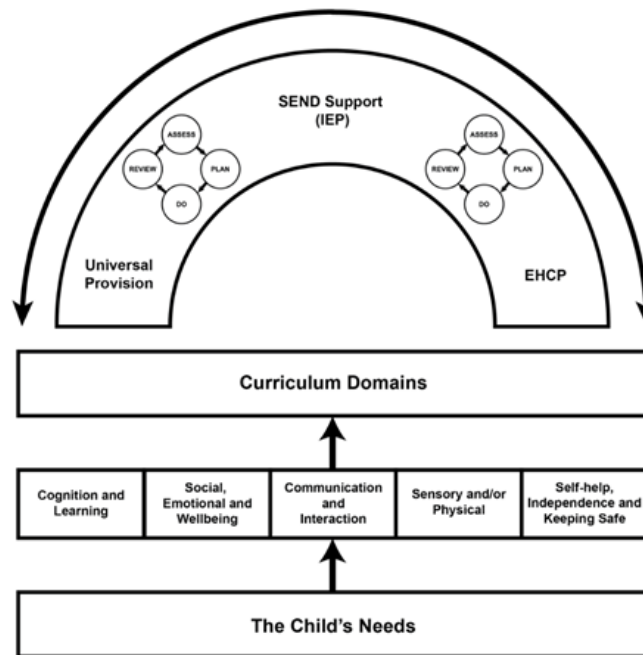 SEND Support
(IEP)
ASSESS
REVIEW
PLAN
DO
ASSESS
REVIEW
PLAN
DO
Universal
Provision
EHCP
Curriculum Domains
Cognition and
Learning
Social,
Emotional and
Wellbeing
Communication
and
Interaction
Sensory and/or
Physical
Self-help,
Independence and
Keeping Safe
The Child's Needs